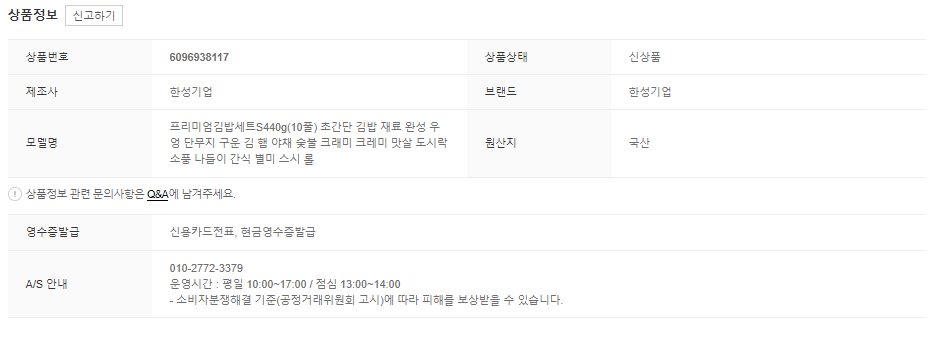 상품정보 신고하기
상품번호 6096938117 상품상태 신상품
제조사 한성기업 브랜드 한성기업
모델명 프리미엄김밥세트S440g(10줄) 초간단 김밥 재료 완성 우
엉 단무지 구운 김 햄 야채 숯불 크래미 크레미 맛살 도시락
소풍 나들이 간식 별미 스시 롤
원산지 국산
상품정보 관련 문의사항은 Q&A에 남겨주세요.
영수증발급 신용카드전표, 현금영수증발급
A/S 안내 010-2772-3379
운영시간 : 평일 10:00~17:00 / 점심 13:00~14:00
- 소비자분쟁해결 기준(공정거래위원회 고시)에 따라 피해를 보상받을 수 있습니다.